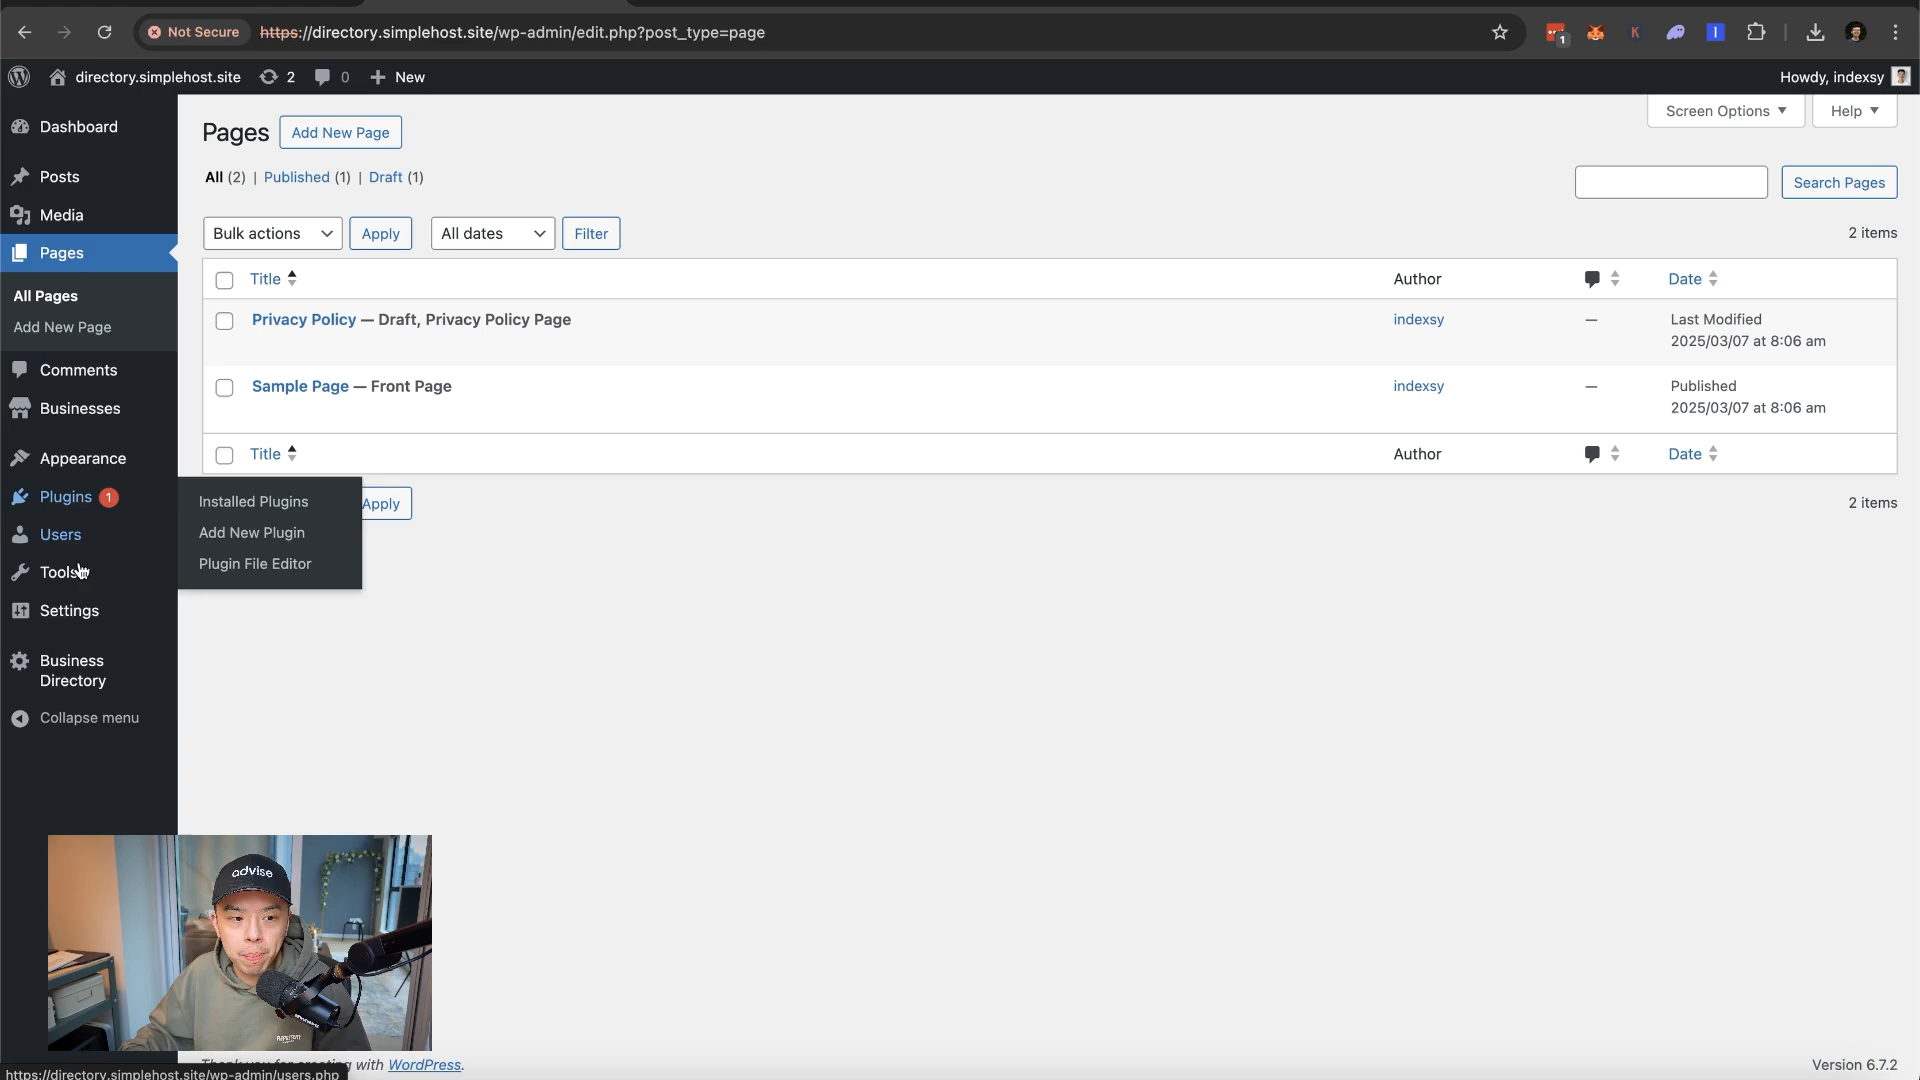 Not Secure https://directory.simplehost.site/wp-admin/edit.php?post_type=page
K I 1
directory.simplehost.site 2 0 New Howdy, indexsy
Screen Options Help
Dashboard
Posts
Media
Pages
All Pages
Add New Page
Comments
Businesses
Appearance
Plugins 1
Users
Tools
Settings
Business
Directory
Collapse menu
Installed Plugins
Add New Plugin
Plugin File Editor
Pages Add New Page
All (2) | Published (1) | Draft (1)
Search Pages
Bulk actions Apply All dates Filter 2 items
Title Author Date
Privacy Policy — Draft, Privacy Policy Page indexsy — Last Modified
2025/03/07 at 8:06 am
Sample Page — Front Page indexsy — Published
2025/03/07 at 8:06 am
Title Author Date
Apply 2 items
advise
with WordPress. Version 6.7.2
https://directory.simplehost.site/wp-admin/users.php